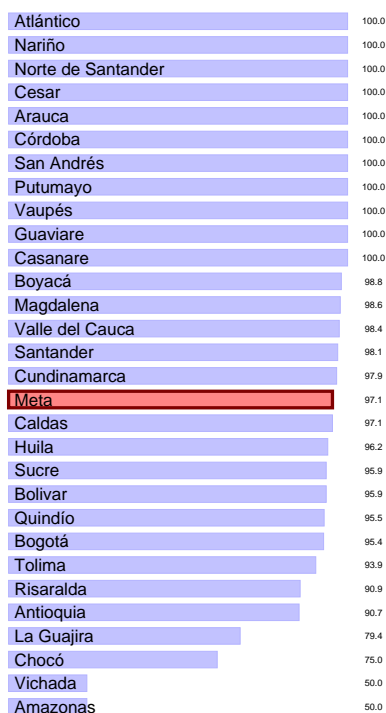 Atlántico 100.0
Nariño 100.0
Norte de Santander 100.0
Cesar 100.0
Arauca 100.0
Córdoba 100.0
San Andrés 100.0
Putumayo 100.0
Vaupés 100.0
Guaviare 100.0
Casanare 100.0
Boyacá 98.8
Magdalena 98.6
Valle del Cauca 98.4
Santander 98.1
Cundinamarca 97.9
Meta 97.1
Caldas 97.1
Huila 96.2
Sucre 95.9
Bolivar 95.9
Quindío 95.5
Bogotá 95.4
Tolima 93.9
Risaralda 90.9
Antioquia 90.7
La Guajira 79.4
Chocó 75.0
Vichada 50.0
Amazonas 50.0